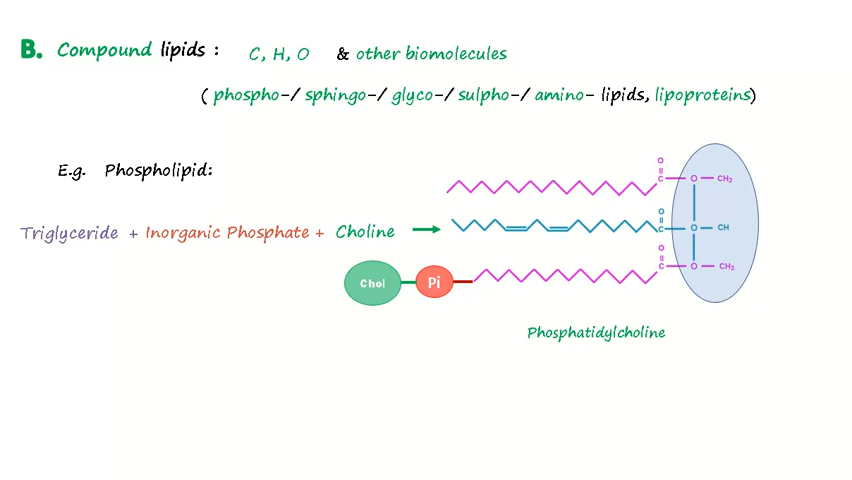 B. Compound lipids : C, H, O & other biomolecules
( phospho-/ sphingo-/ glyco-/ sulpho-/ amino- lipids, lipoproteins)
E.g. Phospholipid:
Triglyceride + Inorganic Phosphate + Choline
O
C O CH₂
O
C O CH
O
C O CH₂
Chol Pi
Phosphatidylcholine